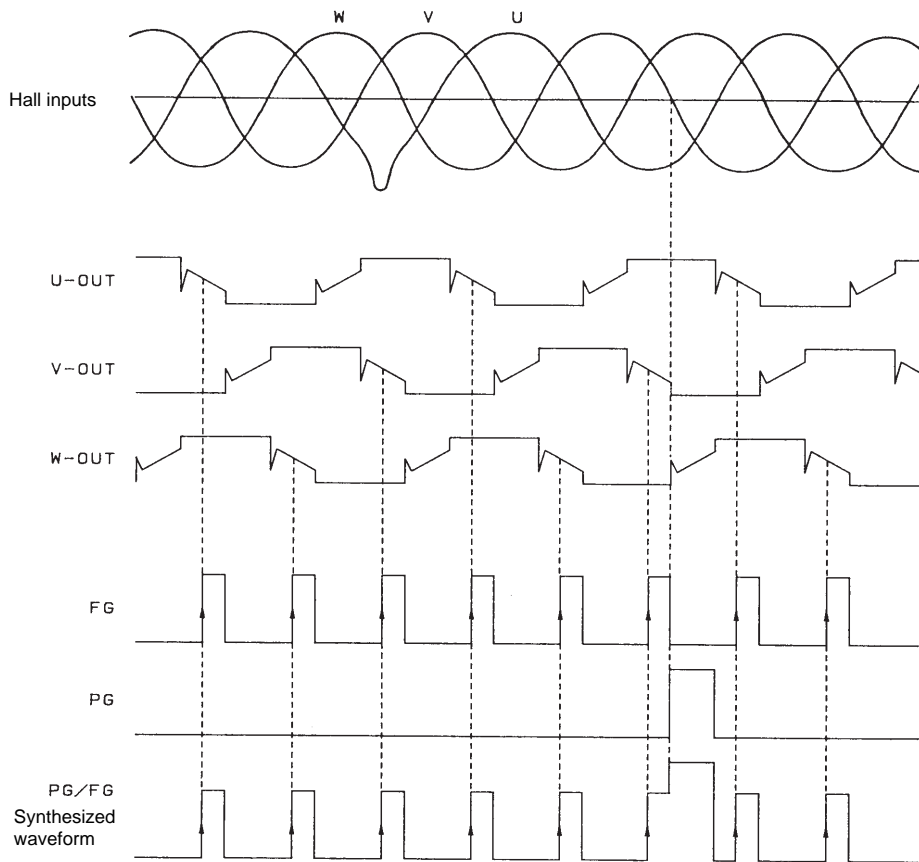 W V U
Hall inputs
U-OUT
V-OUT
W-OUT
FG
PG
PG/FG
Synthesized
waveform